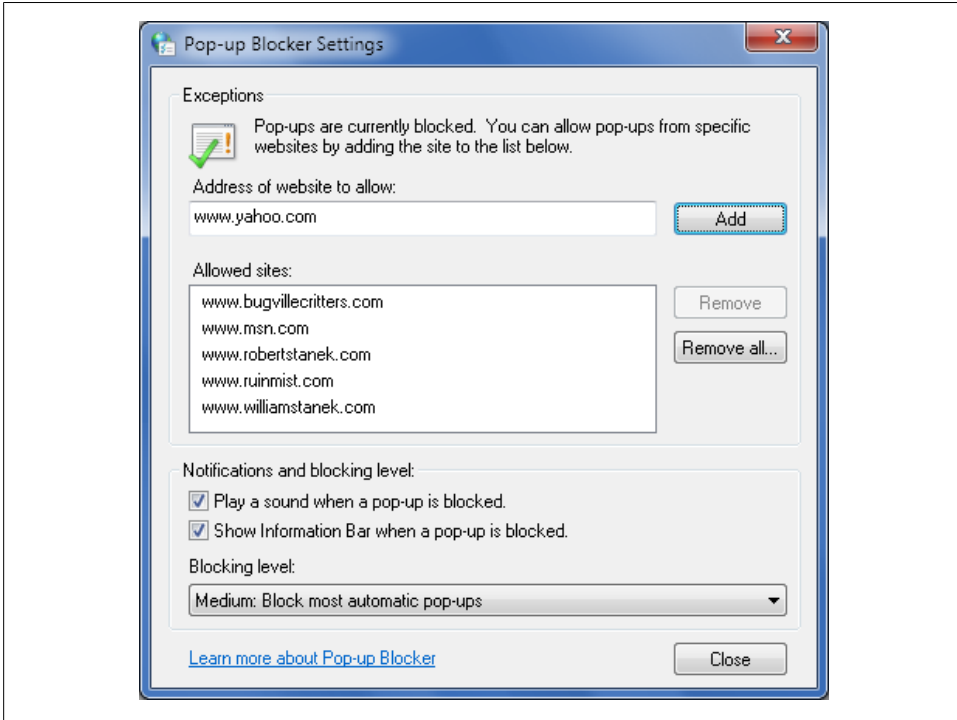 Pop-up Blocker Settings
Exceptions
Pop-ups are currently blocked. You can allow pop-ups from specific
websites by adding the site to the list below.
Address of website to allow:
www.yahoo.com
Add
Allowed sites:
www.bugvillecritters.com
www.msn.com
www.robertstanek.com
www.ruinmist.com
www.williamstanek.com
Remove
Remove all...
Notifications and blocking level:
Play a sound when a pop-up is blocked.
Show Information Bar when a pop-up is blocked.
Blocking level:
Medium: Block most automatic pop-ups
Learn more about Pop-up Blocker
Close